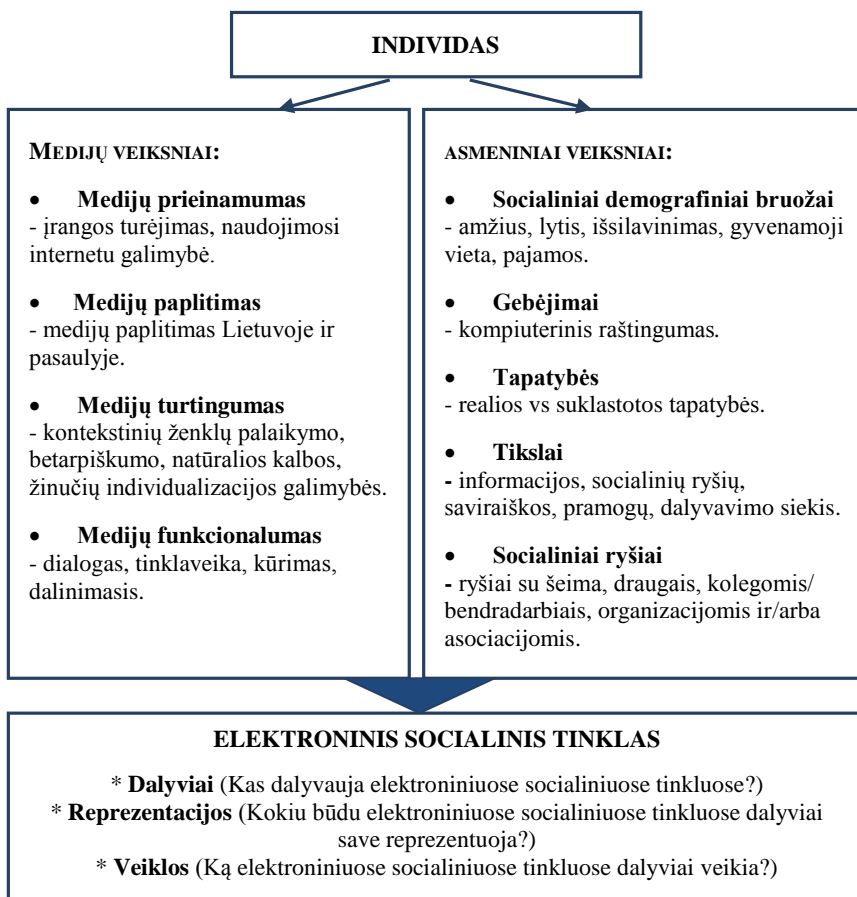 INDIVIDAS
MEDIJŲ VEIKSNIAI:
• Medijų prieinamumas
- įrangos turėjimas, naudojimosi
internetu galimybė.
• Medijų paplitimas
- medijų paplitimas Lietuvoje ir
pasaulyje.
• Medijų turtingumas
- kontekstinių ženklų palaikymo,
betarpiškumo, natūralios kalbos,
žinučių individualizacijos galimybės.
• Medijų funkcionalumas
- dialogas, tinklaveika, kūrimas,
dalinimasis.
ASMENINIAI VEIKSNIAI:
• Socialiniai demografiniai bruožai
- amžius, lytis, išsilavinimas, gyvenamoji
vieta, pajamos.
• Gebėjimai
- kompiuterinis raštingumas.
• Tapatybės
- realios vs suklastotos tapatybės.
• Tikslai
- informacijos, socialinių ryšių,
saviraiškos, pramogų, dalyvavimo siekis.
• Socialiniai ryšiai
- ryšiai su šeima, draugais, kolegomis/
bendradarbiais, organizacijomis ir/arba
asociacijomis.
ELEKTRONINIS SOCIALINIS TINKLAS
* Dalyviai (Kas dalyvauja elektroniniuose socialiniuose tinkluose?)
* Reprezentacijos (Kokiu būdu elektroniniuose socialiniuose tinkluose dalyviai
save reprezentuoja?)
* Veiklos (Ką elektroniniuose socialiniuose tinkluose dalyviai veikia?)